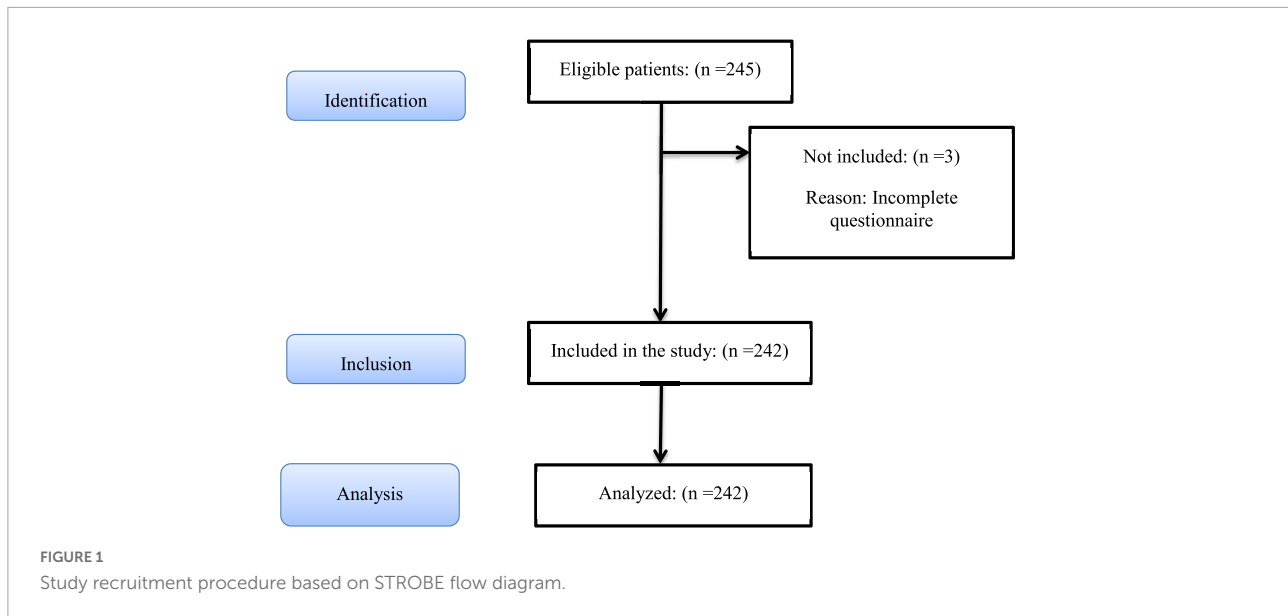 Eligible patients: (n =245)
Identification
Not included: (n =3)
Reason: Incomplete
questionnaire
Included in the study: (n =242)
Inclusion
Analyzed: (n =242)
Analysis
FIGURE 1
Study recruitment procedure based on STROBE flow diagram.